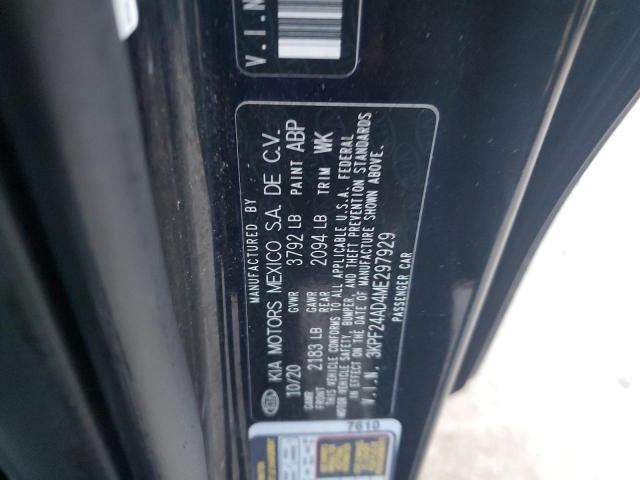 V.I.N
MANUFACTURED BY
KIA MOTORS MEXICO S.A. DE C.V.
10/20 GVWR 3792 LB PAINT ABP
GAWR FRONT 2183 LB GAWR REAR 2094 LB TRIM WK
THIS VEHICLE CONFORMS TO ALL APPLICABLE U.S.A. FEDERAL
MOTOR VEHICLE SAFETY, BUMPER, AND THEFT PREVENTION STANDARDS
IN EFFECT ON THE DATE OF MANUFACTURE SHOWN ABOVE.
V.I.N. 3KPF24AD4ME297929
PASSENGER CAR
KIA
7610